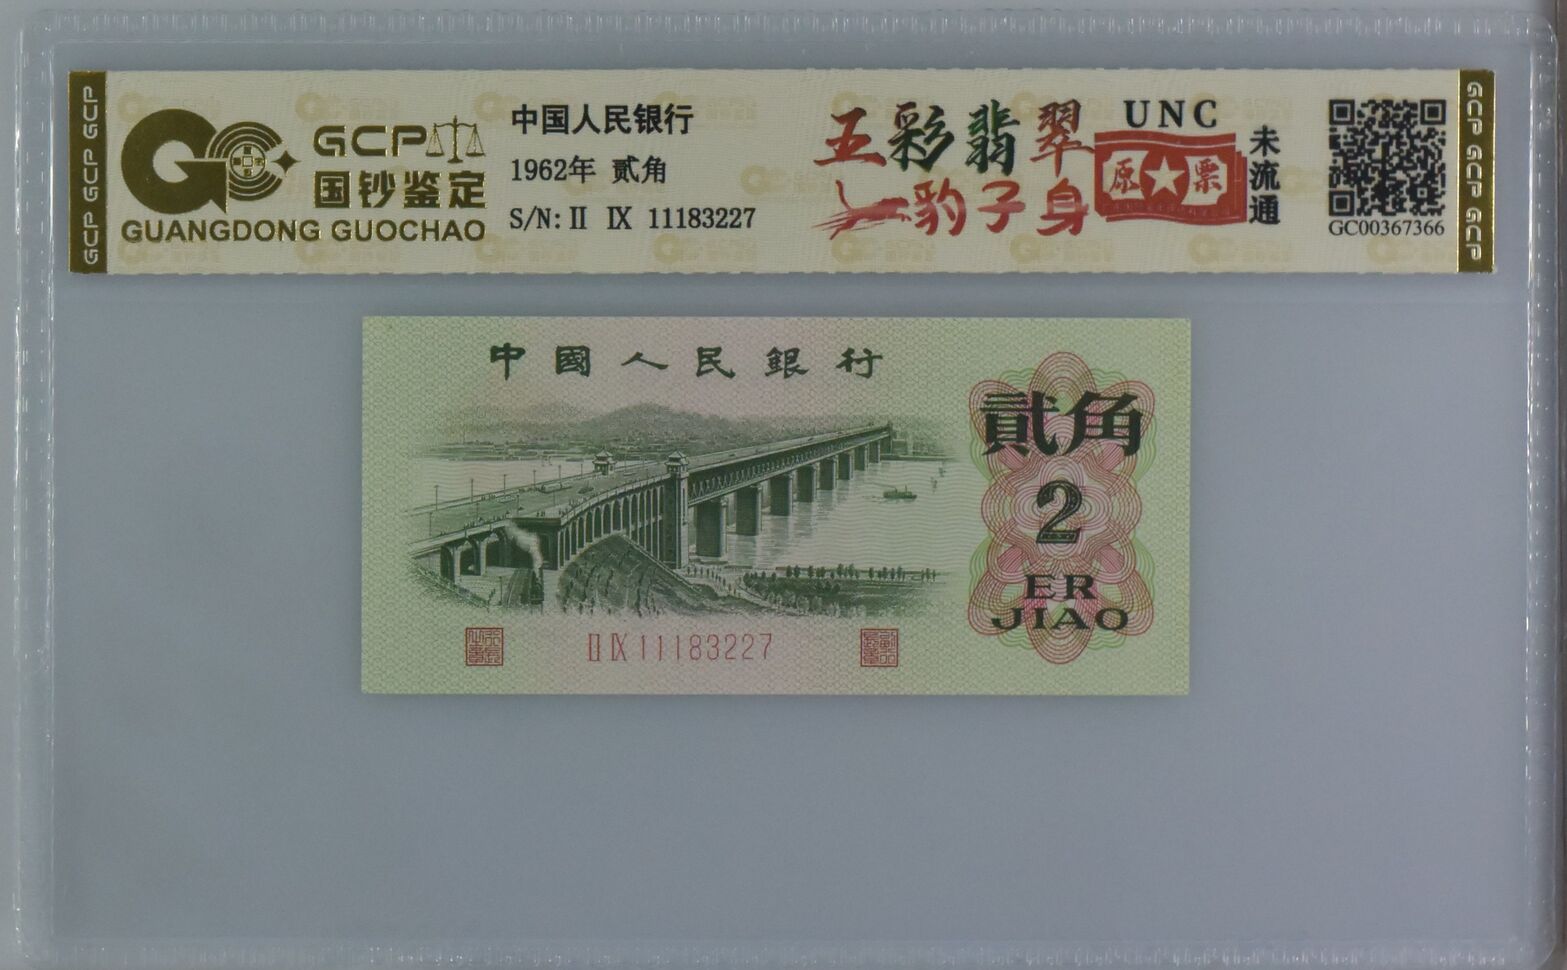 GCP GCP GCP
GCP
国钞鉴定
GUANGDONG GUOCHAO
中国人民银行
1962年 贰角
S/N: II IX 11183227
五彩翡翠
豹子身
UNC
原票
未流通
GC00367366
GCP GCP GCP
中國人民銀行
貳角
2
ER
JIAO
II IX 11183227